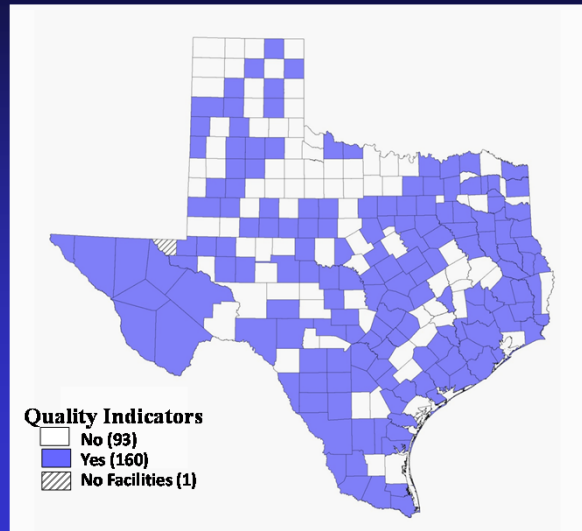 Quality Indicators
No (93)
Yes (160)
No Facilities (1)